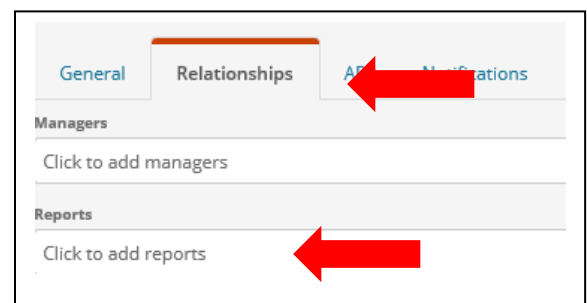 General Relationships
Managers
Click to add managers
Reports
Click to add reports